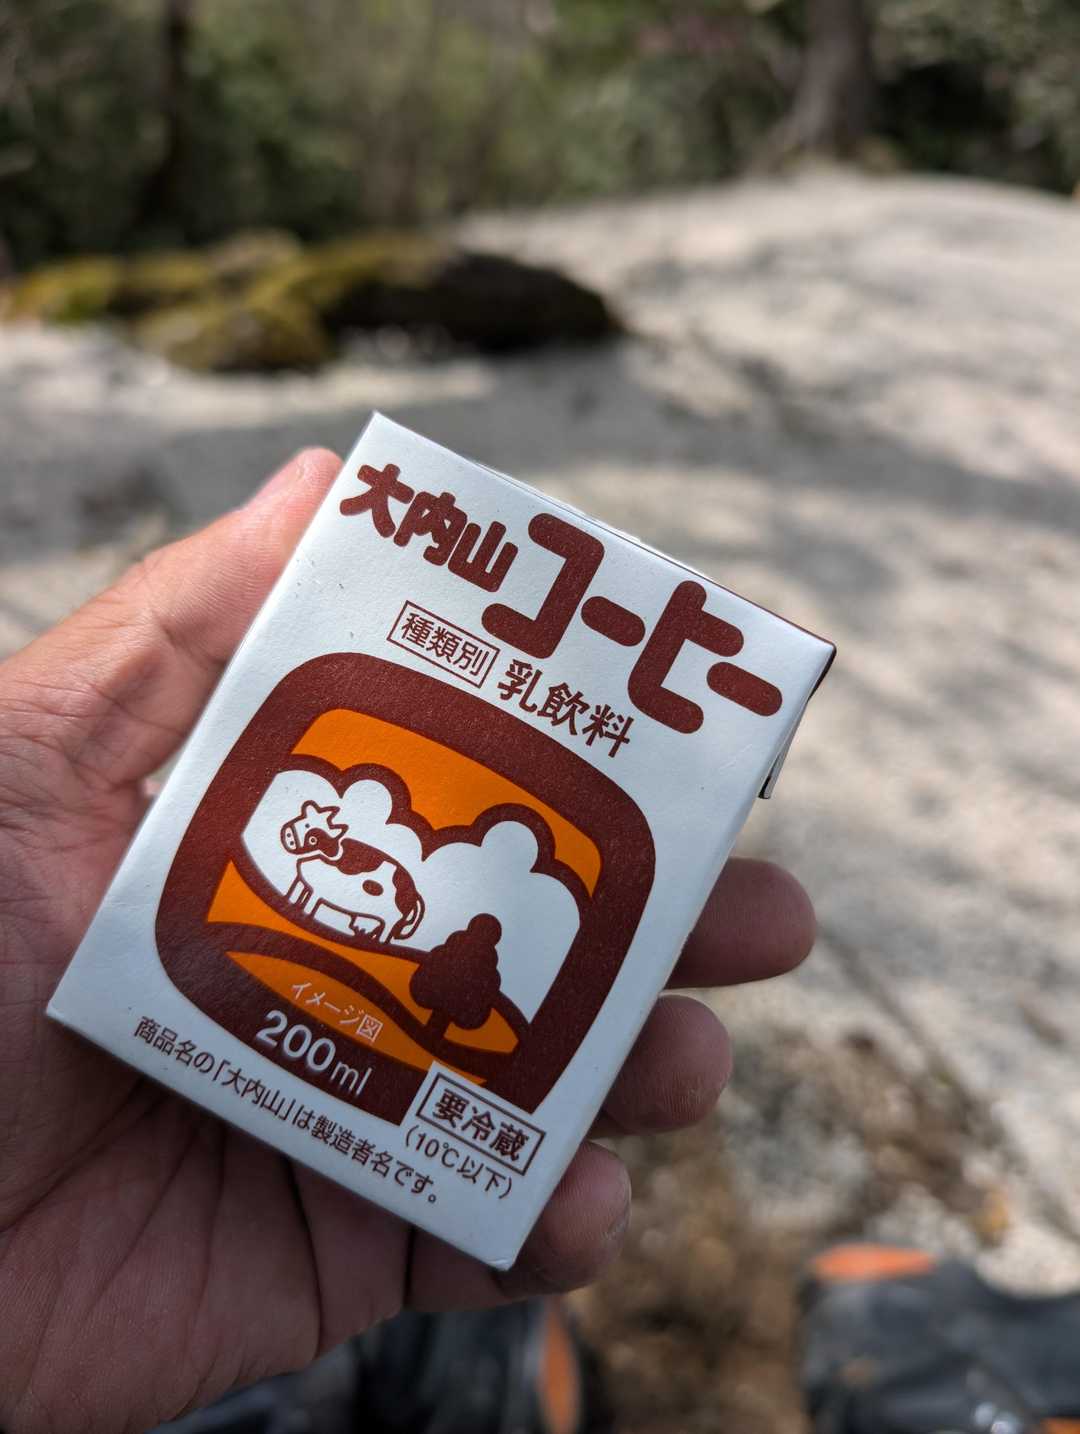 大内山コーヒー
種類別 乳飲料
イメージ図
200ml
要冷蔵
(10℃以下)
商品名の「大内山」は製造者名です。